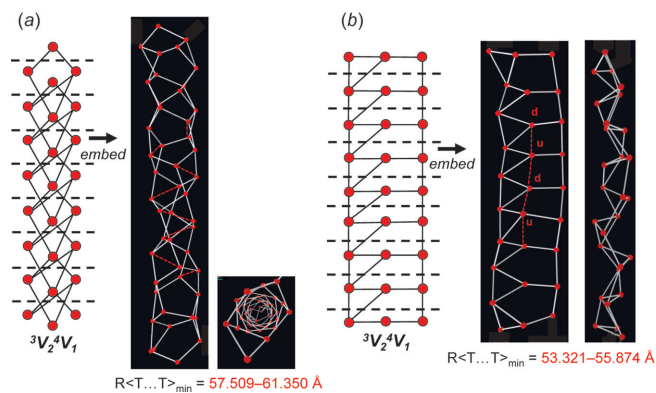 (a)
embed
³V₂⁴V₁
R<T...T>min = 57.509–61.350 Å
(b)
embed
d
u
d
u
³V₂⁴V₁
R<T...T>min = 53.321–55.874 Å